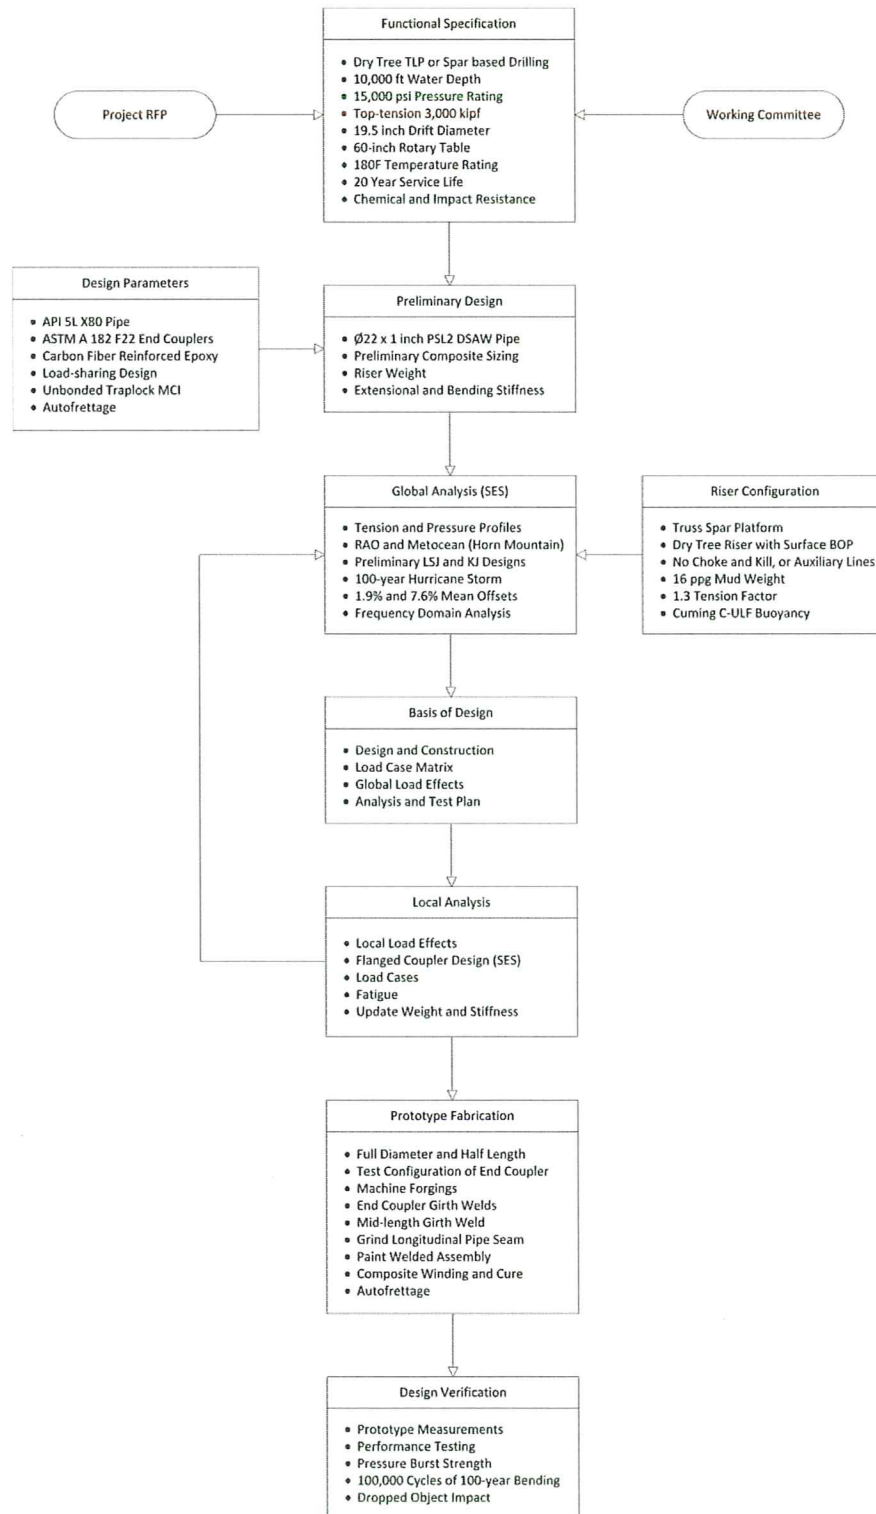 Functional Specification
• Dry Tree TLP or Spar based Drilling
• 10,000 ft Water Depth
• 15,000 psi Pressure Rating
• Top-tension 3,000 kipf
• 19.5 inch Drift Diameter
• 60-inch Rotary Table
• 180F Temperature Rating
• 20 Year Service Life
• Chemical and Impact Resistance
Project RFP
Working Committee
Design Parameters
• API 5L X80 Pipe
• ASTM A 182 F22 End Couplers
• Carbon Fiber Reinforced Epoxy
• Load-sharing Design
• Unbonded Traplock MCI
• Autofrettage
Preliminary Design
• Ø22 x 1 inch PSL2 DSAW Pipe
• Preliminary Composite Sizing
• Riser Weight
• Extensional and Bending Stiffness
Global Analysis (SES)
• Tension and Pressure Profiles
• RAO and Metocean (Horn Mountain)
• Preliminary LSJ and KJ Designs
• 100-year Hurricane Storm
• 1.9% and 7.6% Mean Offsets
• Frequency Domain Analysis
Riser Configuration
• Truss Spar Platform
• Dry Tree Riser with Surface BOP
• No Choke and Kill, or Auxiliary Lines
• 16 ppg Mud Weight
• 1.3 Tension Factor
• Cuming C-ULF Buoyancy
Basis of Design
• Design and Construction
• Load Case Matrix
• Global Load Effects
• Analysis and Test Plan
Local Analysis
• Local Load Effects
• Flanged Coupler Design (SES)
• Load Cases
• Fatigue
• Update Weight and Stiffness
Prototype Fabrication
• Full Diameter and Half Length
• Test Configuration of End Coupler
• Machine Forgings
• End Coupler Girth Welds
• Mid-length Girth Weld
• Grind Longitudinal Pipe Seam
• Paint Welded Assembly
• Composite Winding and Cure
• Autofrettage
Design Verification
• Prototype Measurements
• Performance Testing
• Pressure Burst Strength
• 100,000 Cycles of 100-year Bending
• Dropped Object Impact